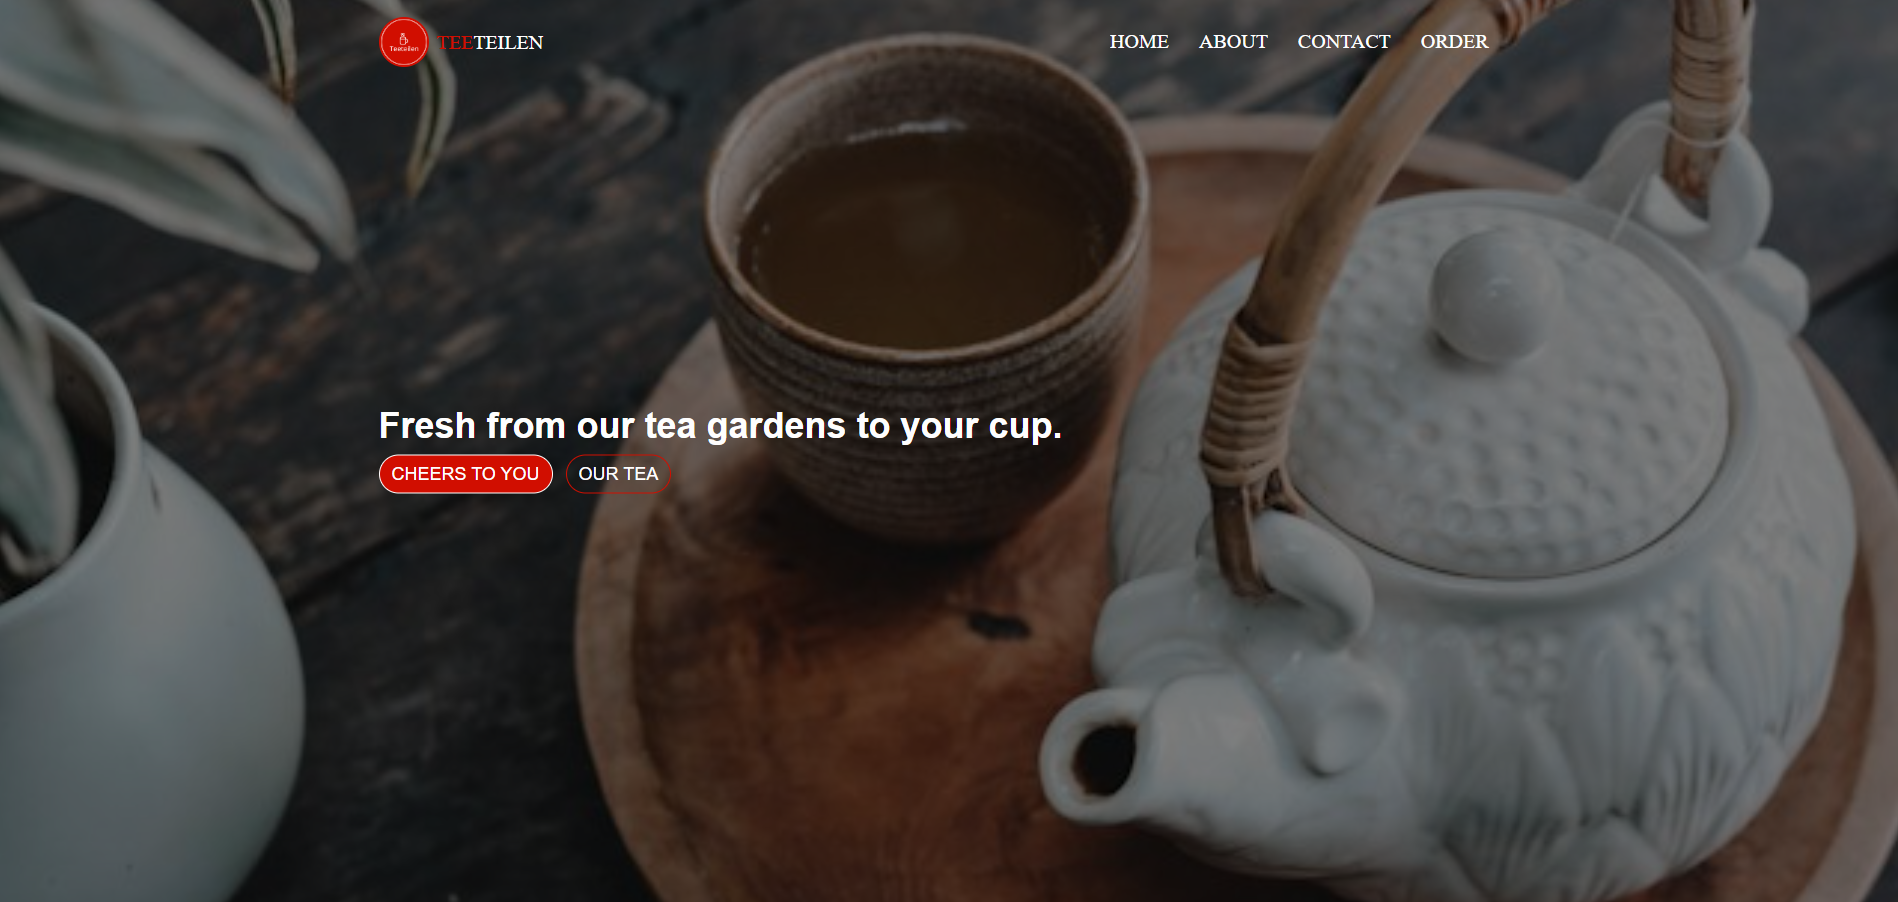 Teeteilen
TEETEILEN
HOME
ABOUT
CONTACT
ORDER
Fresh from our tea gardens to your cup.
CHEERS TO YOU
OUR TEA